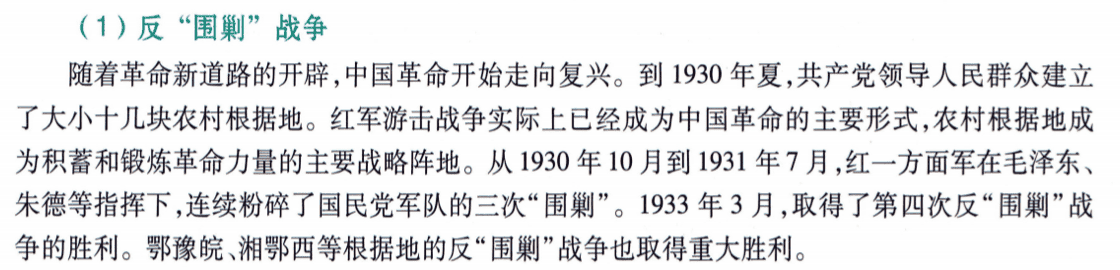 （1）反“围剿”战争
随着革命新道路的开辟,中国革命开始走向复兴。到 1930 年夏,共产党领导人民群众建立
了大小十几块农村根据地。红军游击战争实际上已经成为中国革命的主要形式,农村根据地成
为积蓄和锻炼革命力量的主要战略阵地。从 1930 年 10 月到 1931 年 7 月,红一方面军在毛泽东、
朱德等指挥下,连续粉碎了国民党军队的三次“围剿”。1933 年 3 月,取得了第四次反“围剿”战
争的胜利。鄂豫皖、湘鄂西等根据地的反“围剿”战争也取得重大胜利。